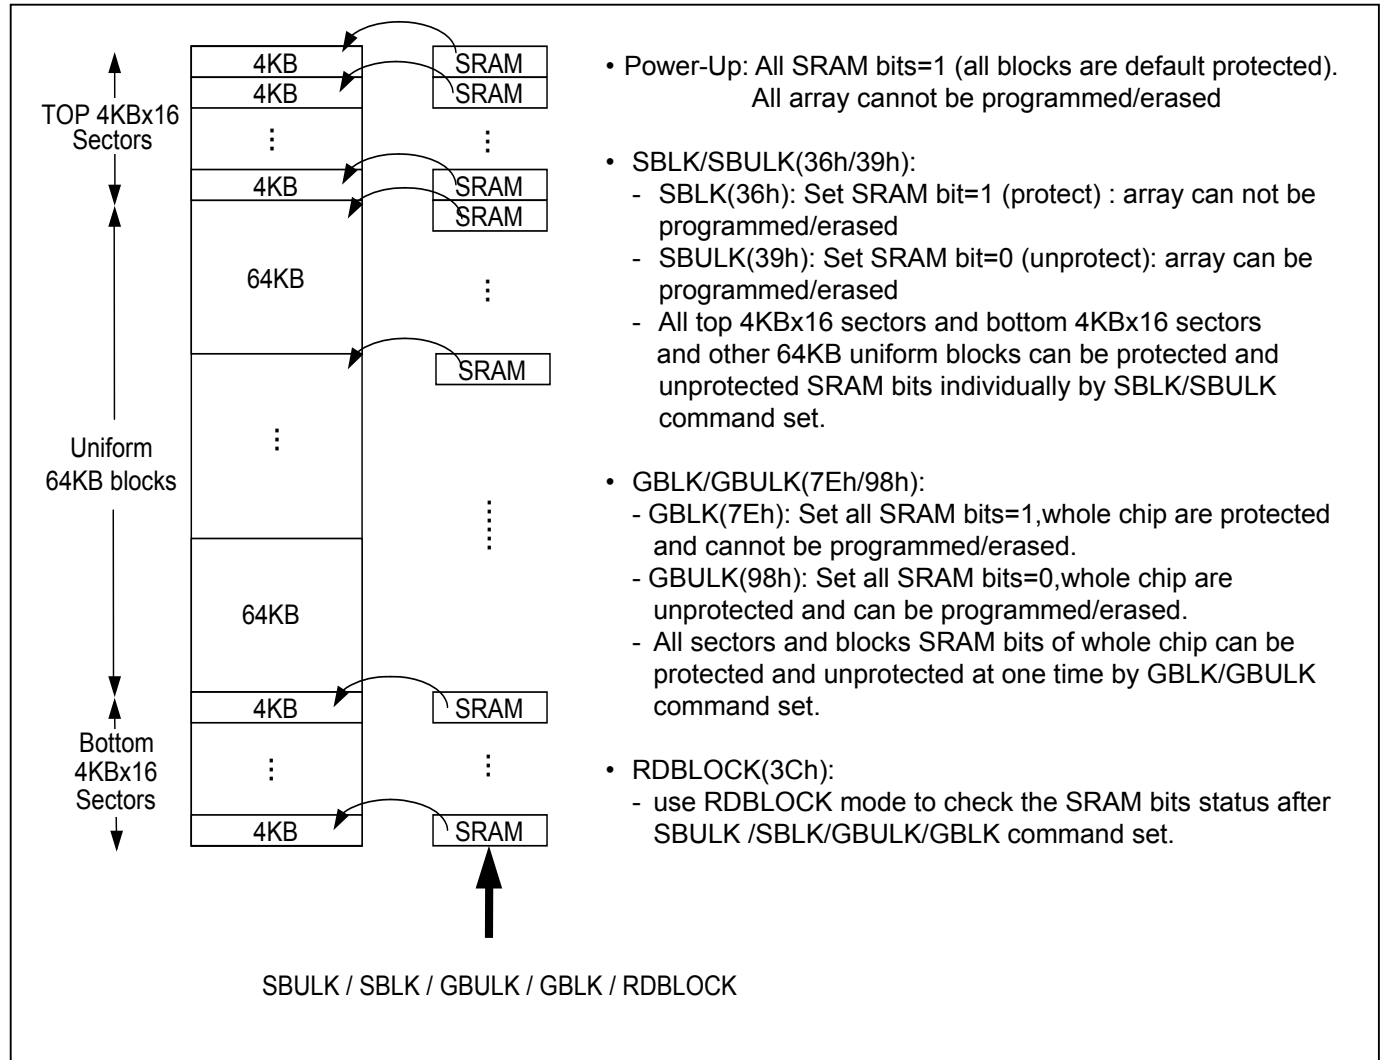 4KB
4KB
⋮
4KB
64KB
⋮
64KB
4KB
⋮
4KB
TOP 4KBx16
Sectors
Uniform
64KB blocks
Bottom
4KBx16
Sectors
SRAM
SRAM
⋮
SRAM
SRAM
⋮
SRAM
⋮
SRAM
⋮
SRAM
SBULK / SBLK / GBULK / GBLK / RDBLOCK
• Power-Up: All SRAM bits=1 (all blocks are default protected).
All array cannot be programmed/erased
• SBLK/SBULK(36h/39h):
- SBLK(36h): Set SRAM bit=1 (protect) : array can not be
programmed/erased
- SBULK(39h): Set SRAM bit=0 (unprotect): array can be
programmed/erased
- All top 4KBx16 sectors and bottom 4KBx16 sectors
and other 64KB uniform blocks can be protected and
unprotected SRAM bits individually by SBLK/SBULK
command set.
• GBLK/GBULK(7Eh/98h):
- GBLK(7Eh): Set all SRAM bits=1,whole chip are protected
and cannot be programmed/erased.
- GBULK(98h): Set all SRAM bits=0,whole chip are
unprotected and can be programmed/erased.
- All sectors and blocks SRAM bits of whole chip can be
protected and unprotected at one time by GBLK/GBULK
command set.
• RDBLOCK(3Ch):
- use RDBLOCK mode to check the SRAM bits status after
SBULK /SBLK/GBULK/GBLK command set.